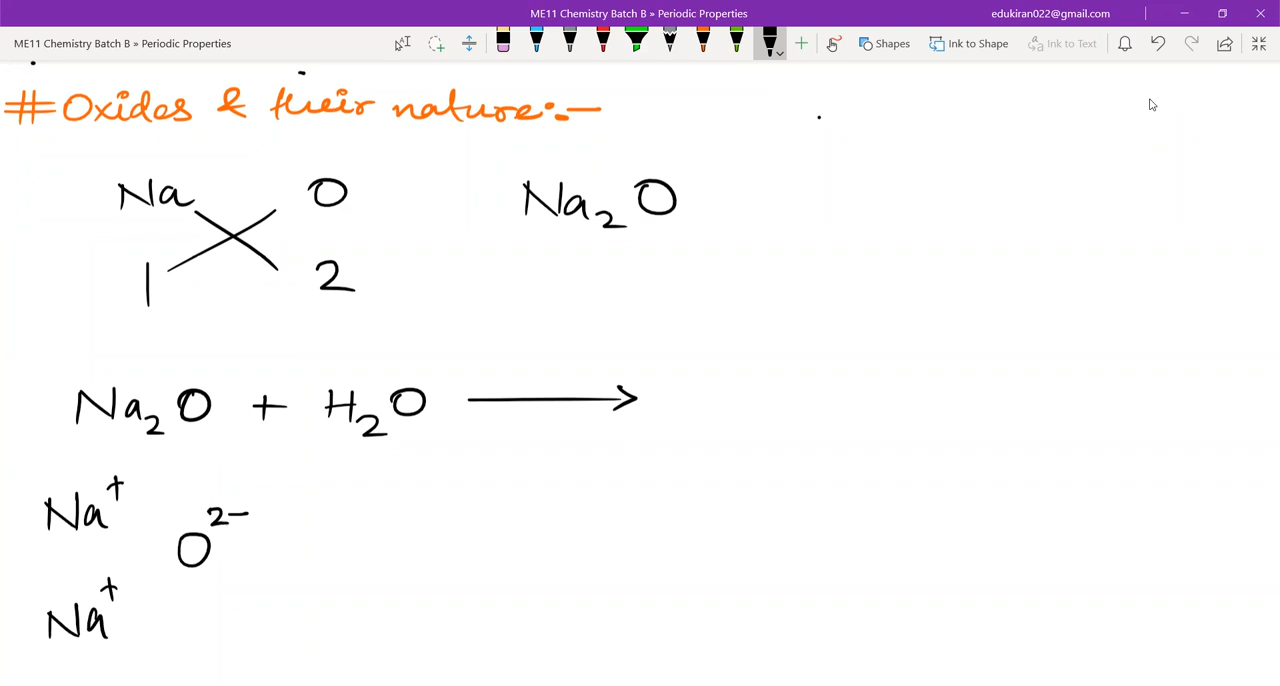 ME11 Chemistry Batch B » Periodic Properties
edukiran022@gmail.com
ME11 Chemistry Batch B » Periodic Properties
Shapes
Ink to Shape
Ink to Text
# Oxides & their nature:-
Na O Na₂O
1 2
Na₂O + H₂O ⟶
Na⁺
O²⁻
Na⁺